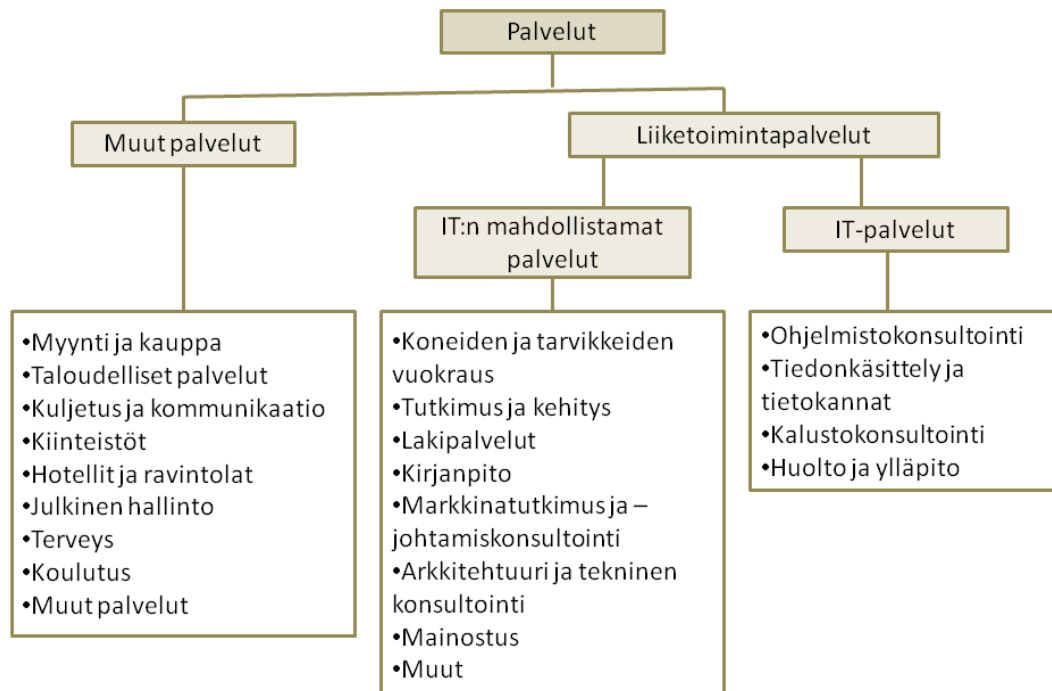 Palvelut
Muut palvelut
Liiketoimintapalvelut
IT:n mahdollistamat
palvelut
IT-palvelut
•Myynti ja kauppa
•Taloudelliset palvelut
•Kuljetus ja kommunikaatio
•Kiinteistöt
•Hotellit ja ravintolat
•Julkinen hallinto
•Terveys
•Koulutus
•Muut palvelut
•Koneiden ja tarvikkeiden
vuokraus
•Tutkimus ja kehitys
•Lakipalvelut
•Kirjanpito
•Markkinatutkimus ja –
johtamiskonsultointi
•Arkkitehtuuri ja tekninen
konsultointi
•Mainostus
•Muut
•Ohjelmistokonsultointi
•Tiedonkäsittely ja
tietokannat
•Kalustokonsultointi
•Huolto ja ylläpito